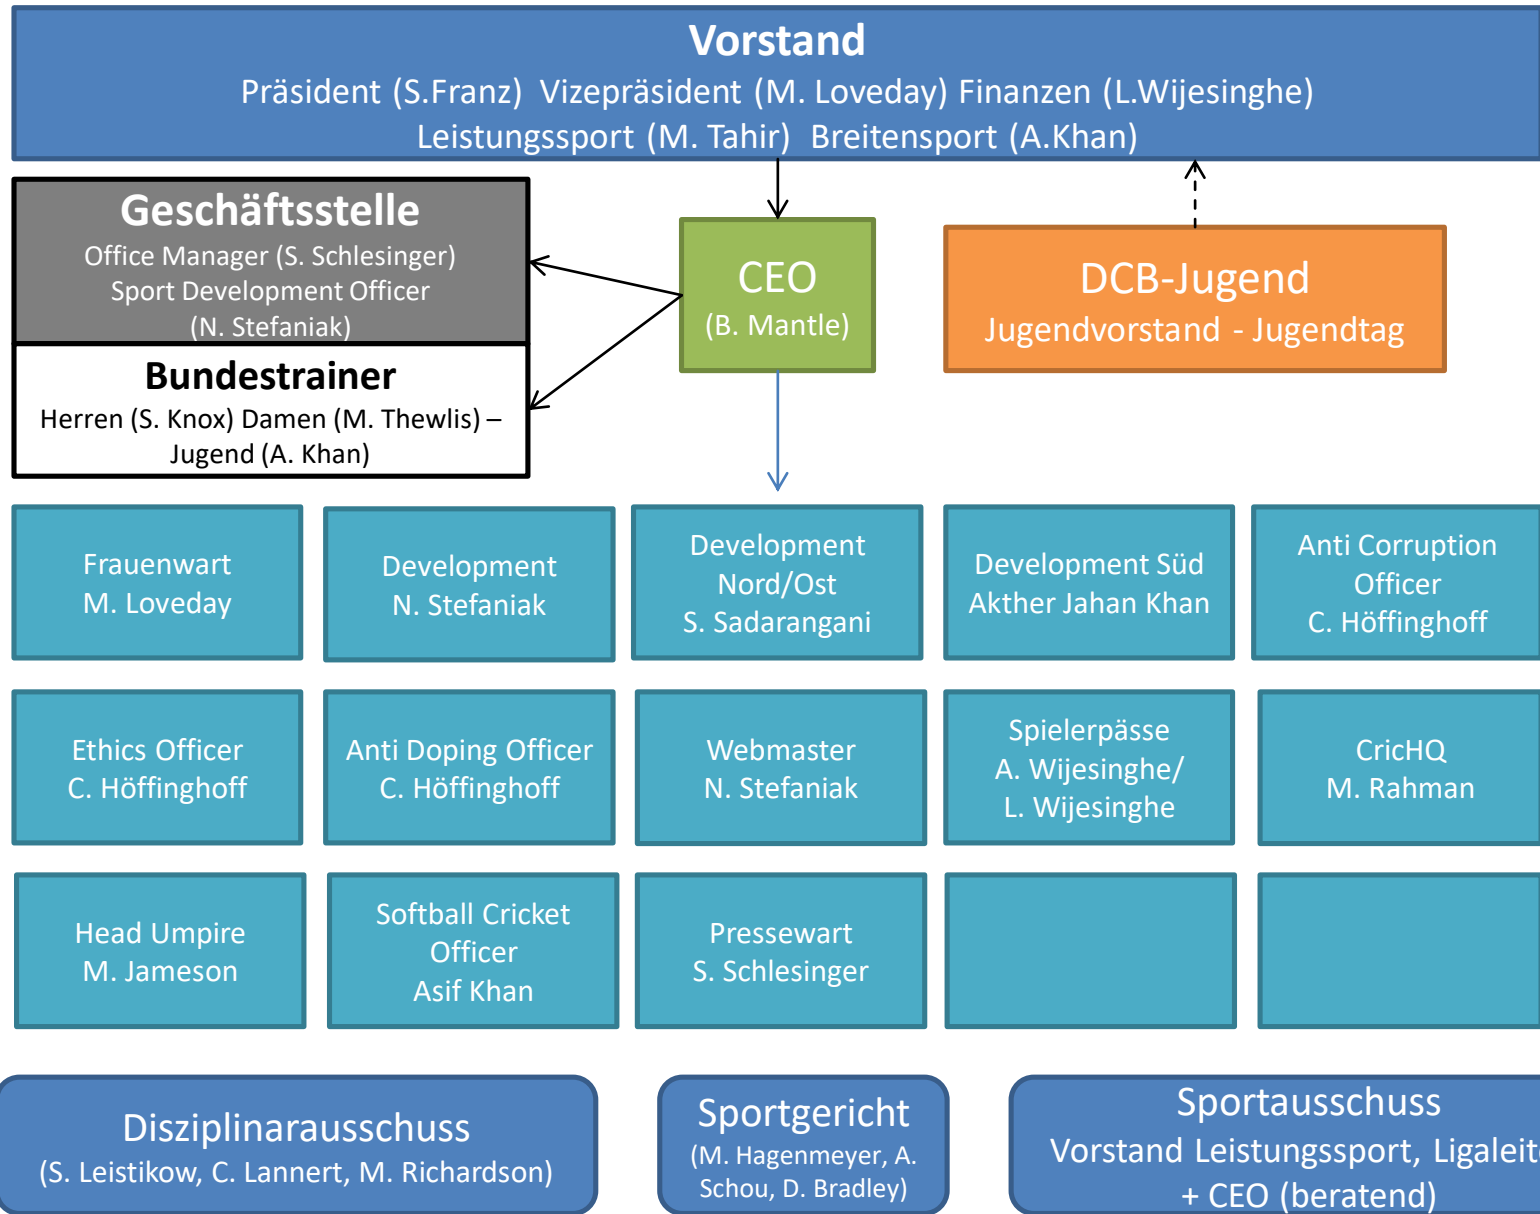 Vorstand
Präsident (S.Franz) Vizepräsident (M. Loveday) Finanzen (L.Wijesinghe)
Leistungssport (M. Tahir) Breitensport (A.Khan)
Geschäftsstelle
Office Manager (S. Schlesinger)
Sport Development Officer
(N. Stefaniak)
CEO
(B. Mantle)
DCB-Jugend
Jugendvorstand - Jugendtag
Bundestrainer
Herren (S. Knox) Damen (M. Thewlis) –
Jugend (A. Khan)
Frauenwart
M. Loveday
Development
N. Stefaniak
Development
Nord/Ost
S. Sadarangani
Development Süd
Akther Jahan Khan
Anti Corruption
Officer
C. Höffinghoff
Ethics Officer
C. Höffinghoff
Anti Doping Officer
C. Höffinghoff
Webmaster
N. Stefaniak
Spielerpässe
A. Wijesinghe/
L. Wijesinghe
CricHQ
M. Rahman
Head Umpire
M. Jameson
Softball Cricket
Officer
Asif Khan
Pressewart
S. Schlesinger
Disziplinarausschuss
(S. Leistikow, C. Lannert, M. Richardson)
Sportgericht
(M. Hagenmeyer, A.
Schou, D. Bradley)
Sportausschuss
Vorstand Leistungssport,
+ CEO (beratend)